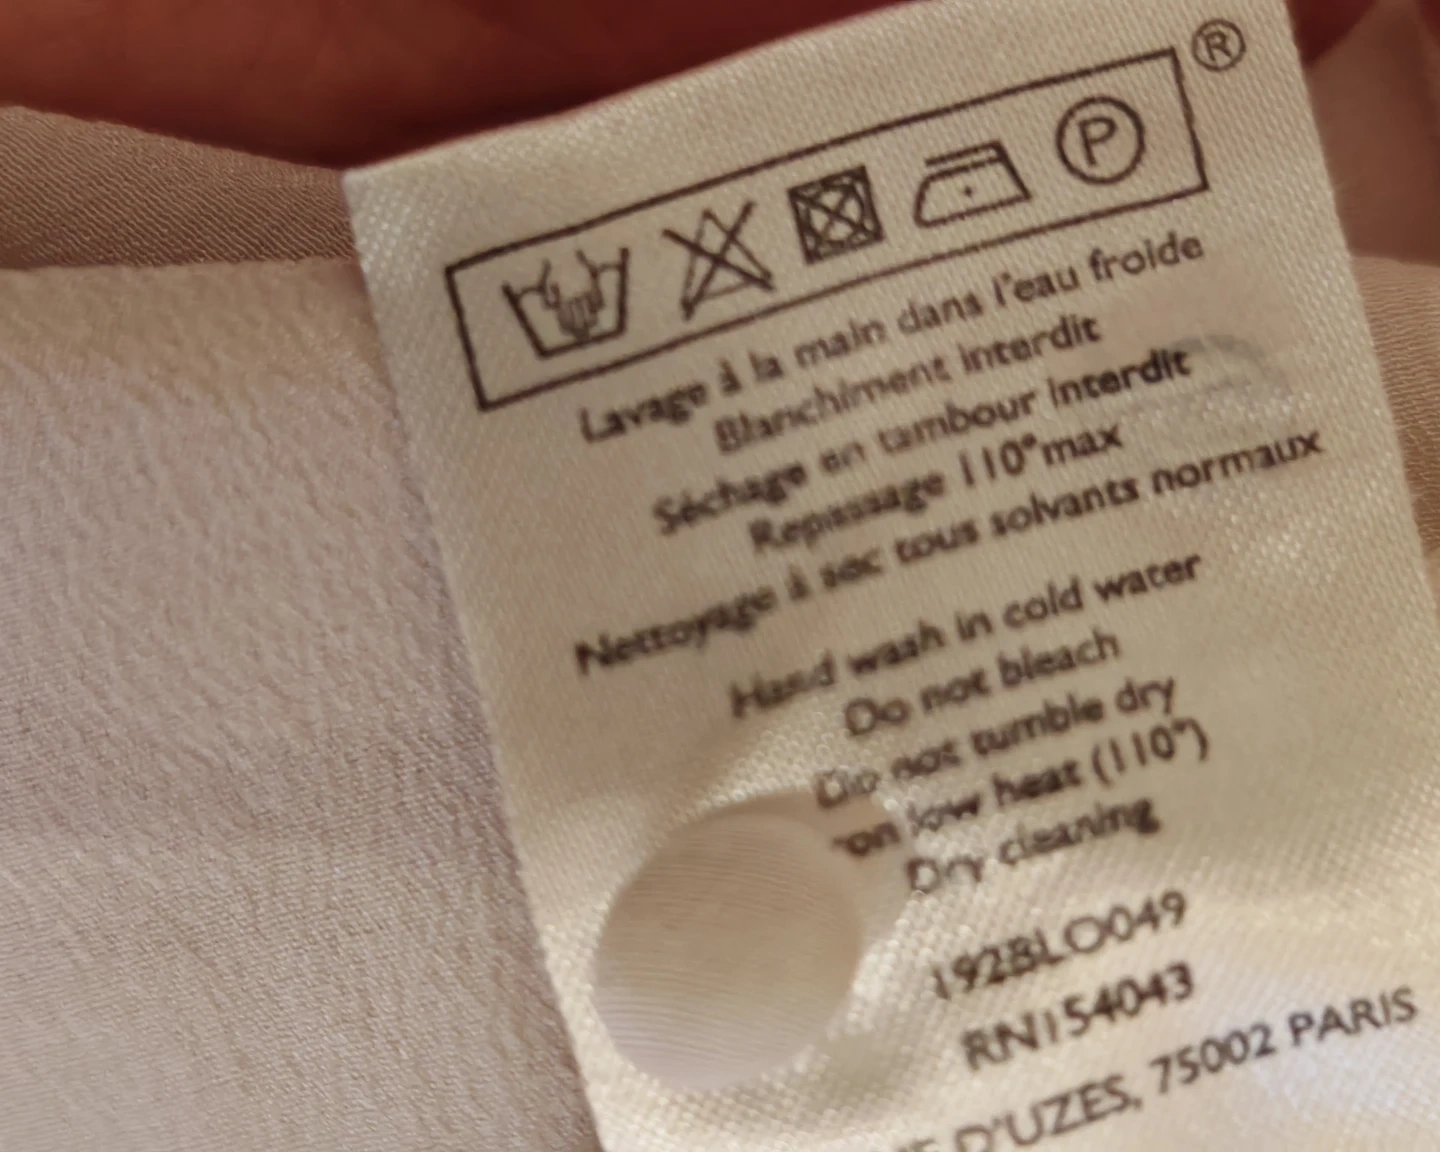 ®
P
Lavage à la main dans l'eau froide
Blanchiment interdit
Séchage en tambour interdit
Repassage 110°max
Nettoyage à sec tous solvants normaux
Hand wash in cold water
Do not bleach
Do not tumble dry
on low heat (110°)
Dry cleaning
192BLO049
RN154043
D'UZES, 75002 PARIS